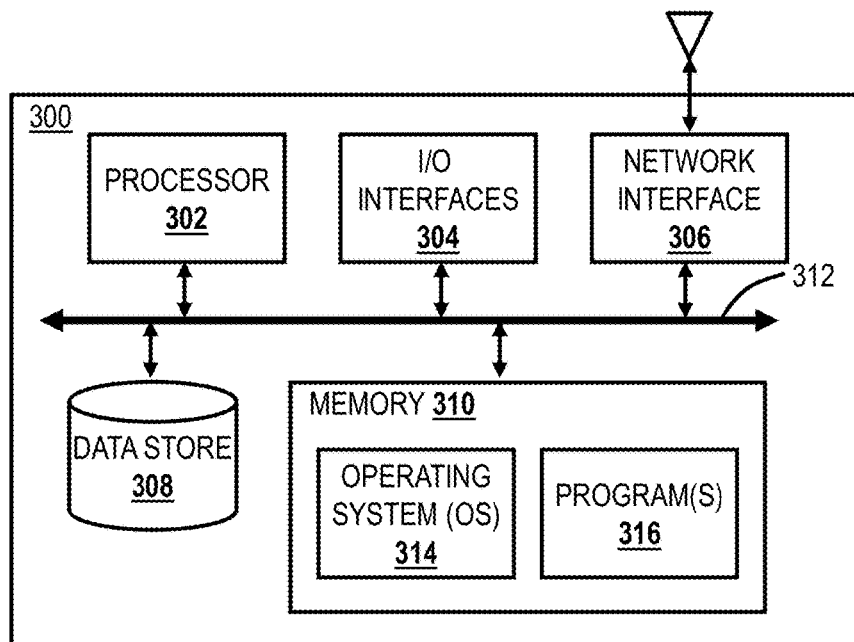 300
PROCESSOR
302
I/O
INTERFACES
304
NETWORK
INTERFACE
306
312
DATA STORE
308
MEMORY 310
OPERATING
SYSTEM (OS)
314
PROGRAM(S)
316